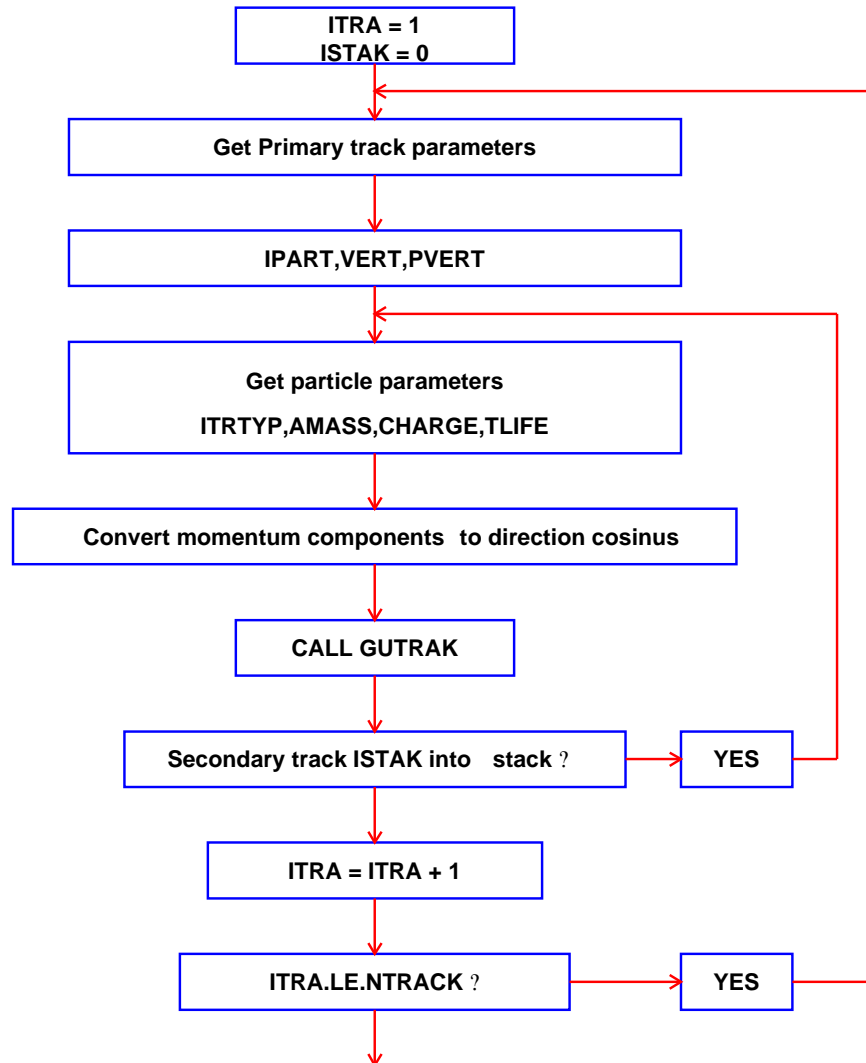 ITRA = 1
ISTAK = 0
Get Primary track parameters
IPART,VERT,PVERT
Get particle parameters
ITRTYP,AMASS,CHARGE,TLIFE
Convert momentum components to direction cosinus
CALL GUTRAK
Secondary track ISTAK into stack ?
YES
ITRA = ITRA + 1
ITRA.LE.NTRACK ?
YES